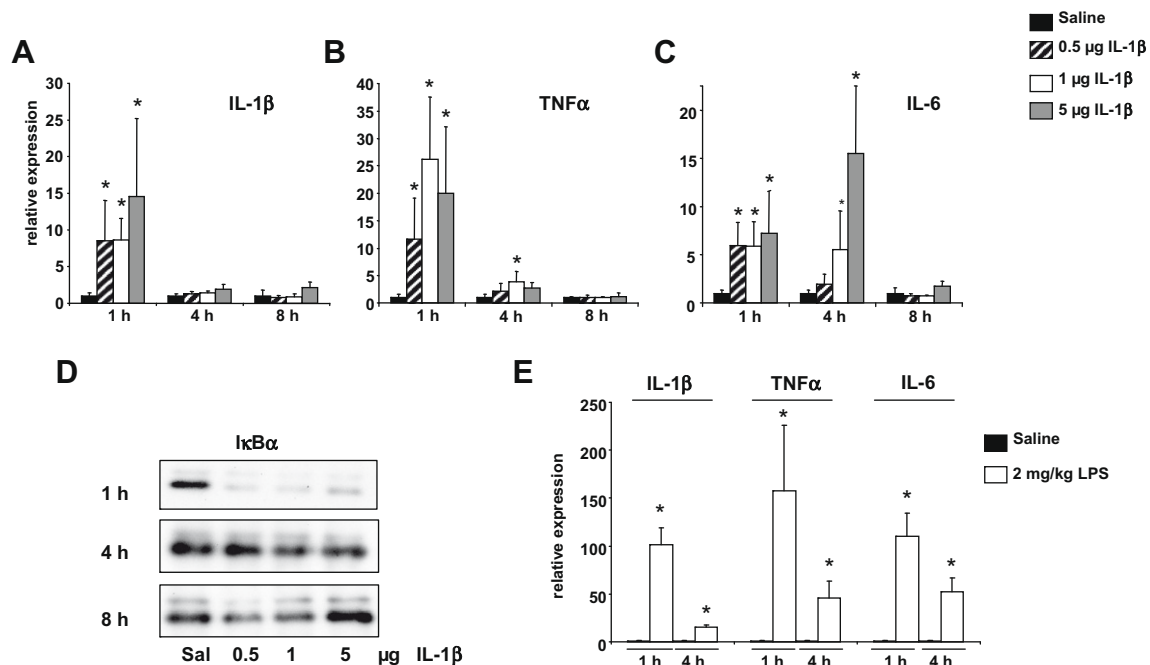 Saline
0.5 µg IL-1β
1 µg IL-1β
5 µg IL-1β
A
IL-1β
relative expression
30
25
20
15
10
5
0
*
*
*
1 h
4 h
8 h
B
TNFα
40
35
30
25
20
15
10
5
0
*
*
*
*
1 h
4 h
8 h
C
IL-6
20
15
10
5
0
*
*
*
*
*
1 h
4 h
8 h
D
IκBα
1 h
4 h
8 h
Sal 0.5 1 5 µg IL-1β
E
IL-1β TNFα IL-6
relative expression
250
200
150
100
50
0
*
*
*
*
*
*
1 h 4 h 1 h 4 h 1 h 4 h
Saline
2 mg/kg LPS